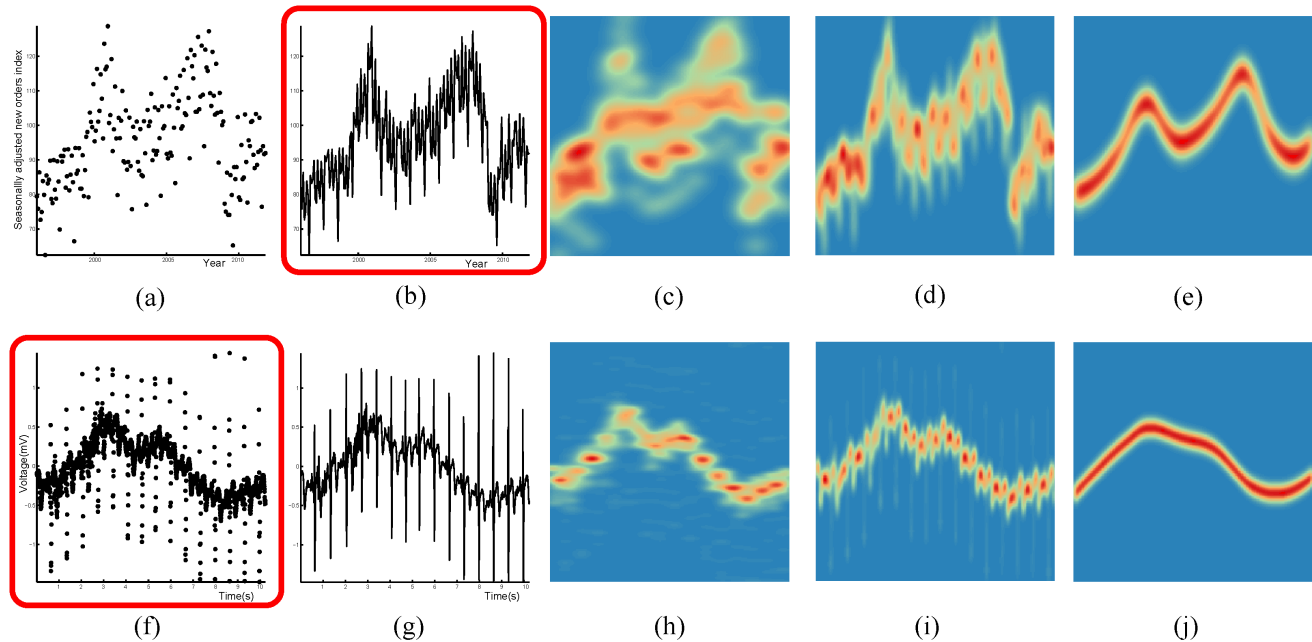 Seasonallly adjusted new orders index
120
110
100
90
80
70
2000
2005
2010
Year
120
110
100
90
80
70
2000
2005
2010
Year
(a)
(b)
(c)
(d)
(e)
Voltage(mV)
1
0.5
0
−0.5
−1
1 2 3 4 5 6 7 8 9 10
Time(s)
1
0.5
0
−0.5
−1
1 2 3 4 5 6 7 8 9 10
Time(s)
(f)
(g)
(h)
(i)
(j)